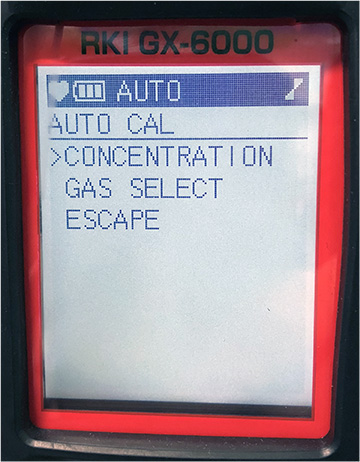 RKI GX-6000
AUTO
AUTO CAL
>CONCENTRATION
GAS SELECT
ESCAPE